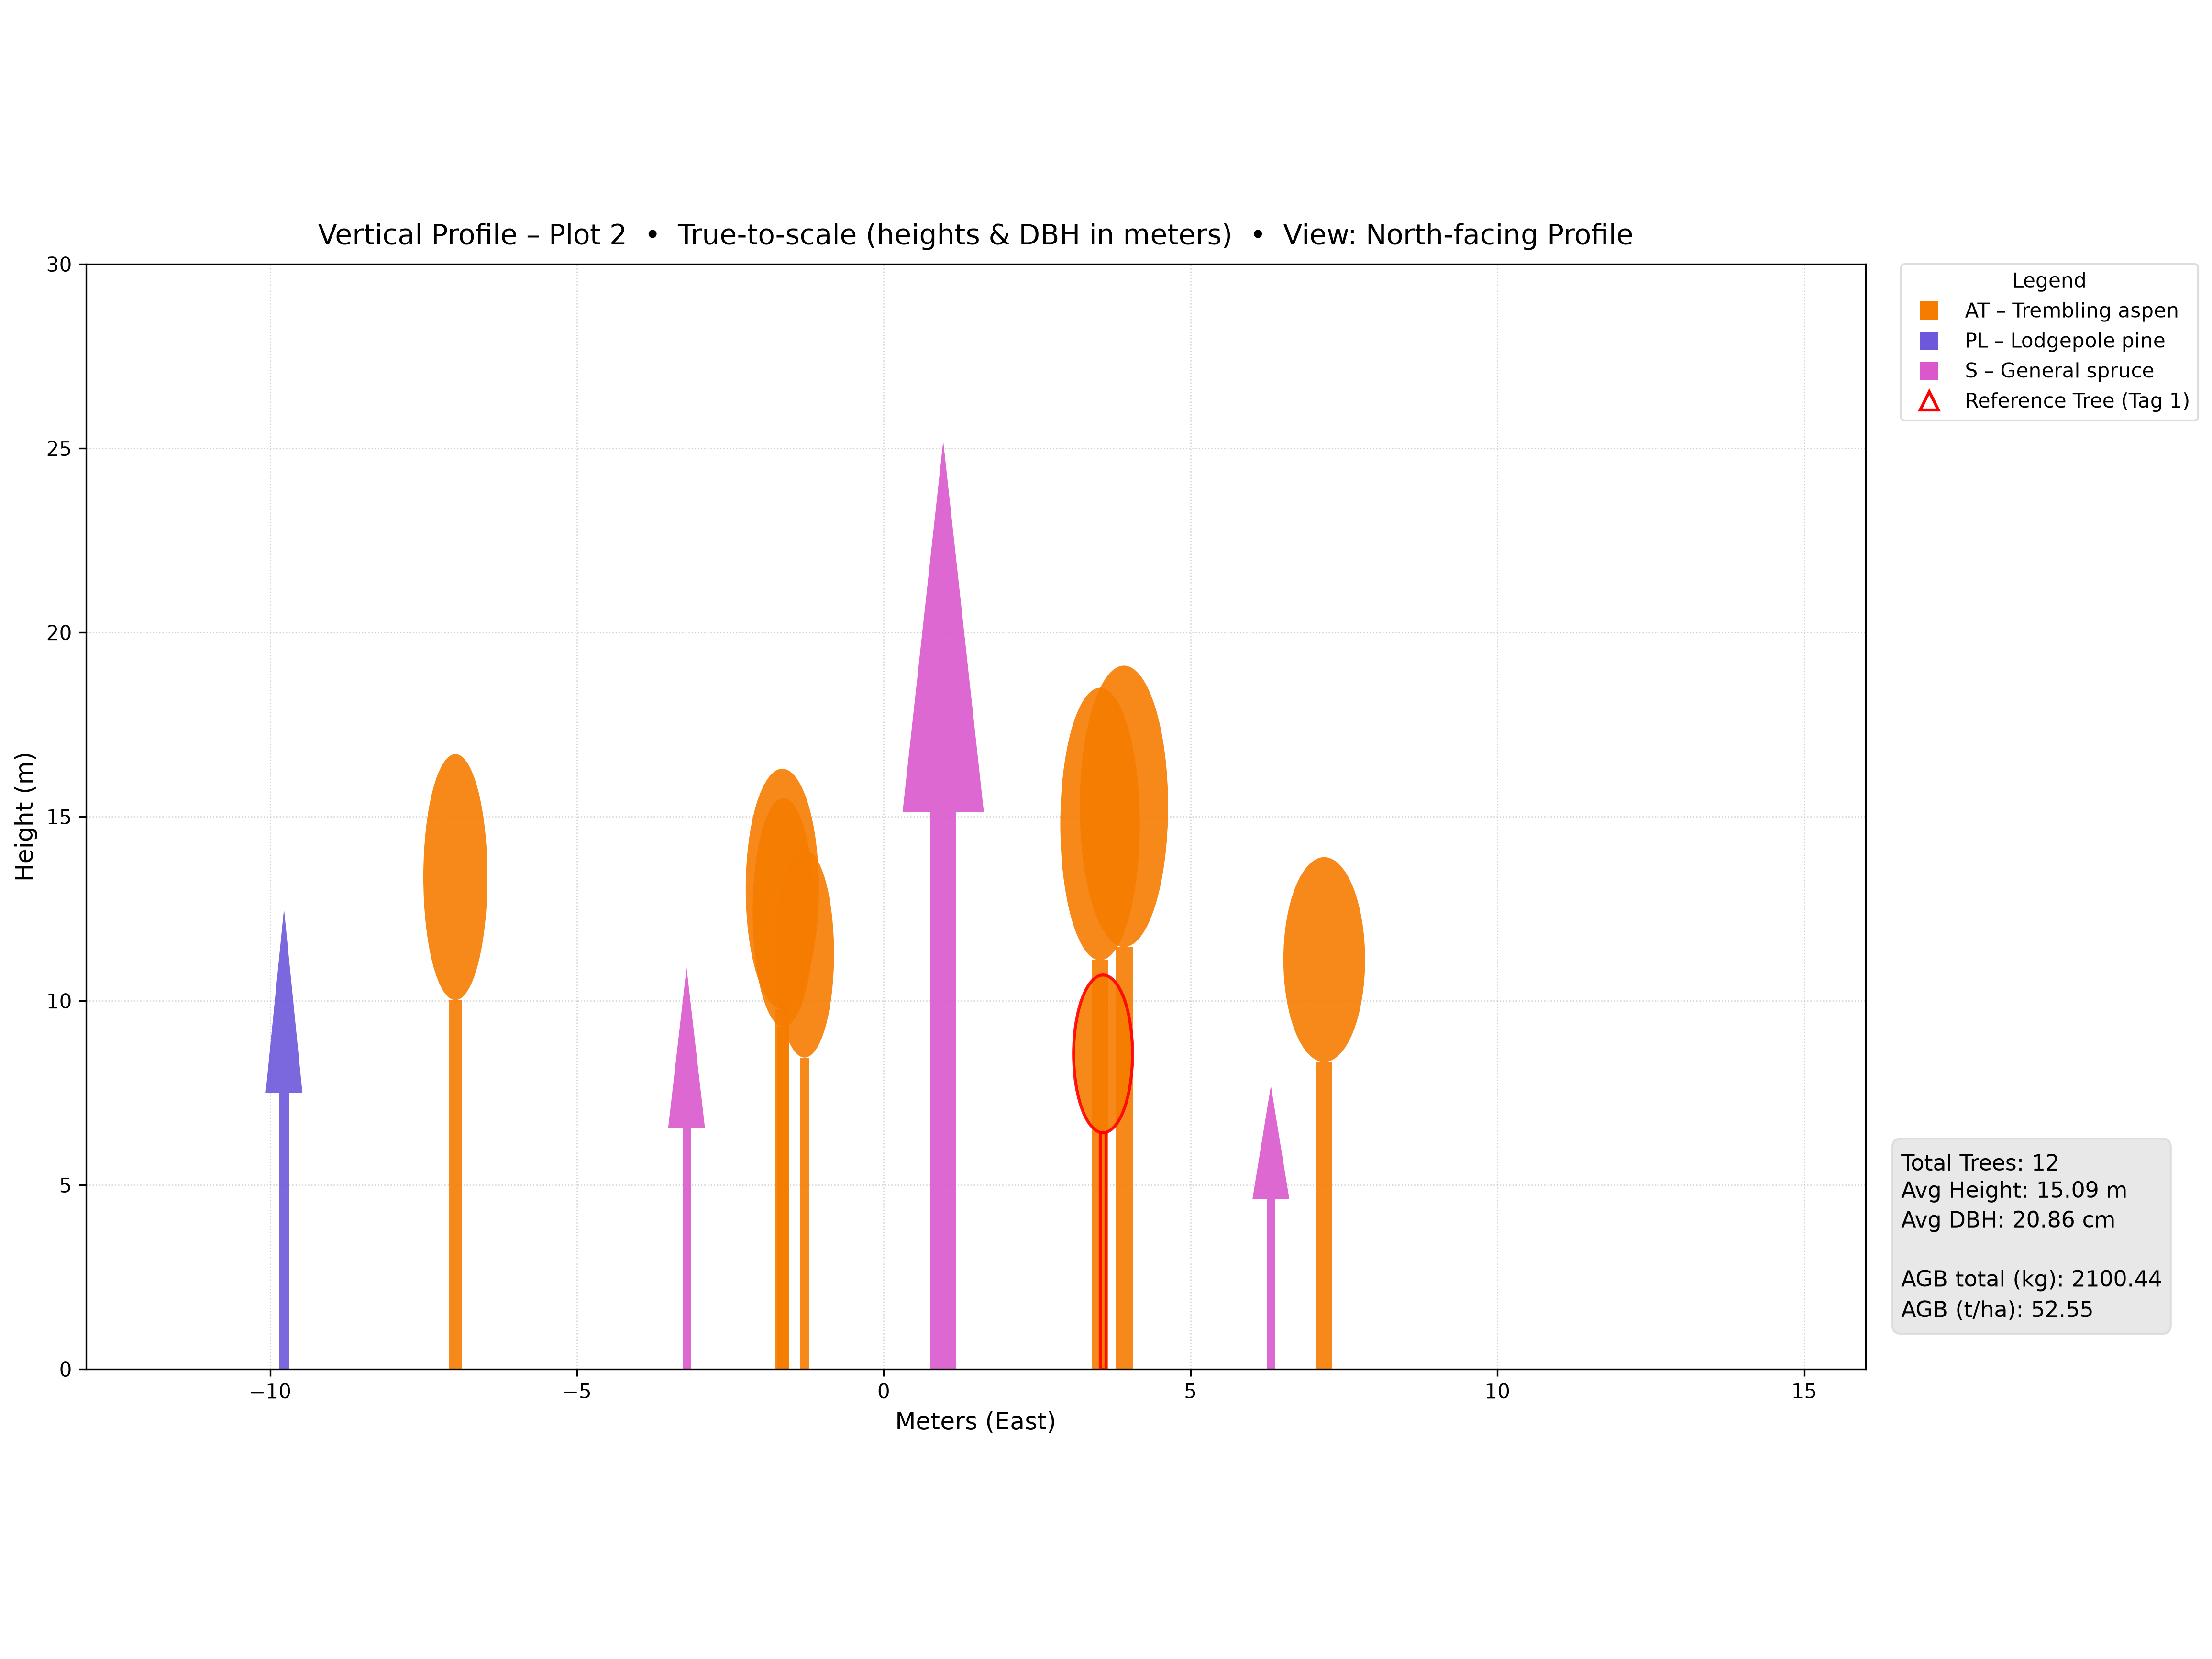 Vertical Profile – Plot 2 • True-to-scale (heights & DBH in meters) • View: North-facing Profile
30
25
20
15
10
5
0
Height (m)
−10
−5
0
5
10
15
Meters (East)
Legend
AT – Trembling aspen
PL – Lodgepole pine
S – General spruce
Reference Tree (Tag 1)
Total Trees: 12
Avg Height: 15.09 m
Avg DBH: 20.86 cm
AGB total (kg): 2100.44
AGB (t/ha): 52.55